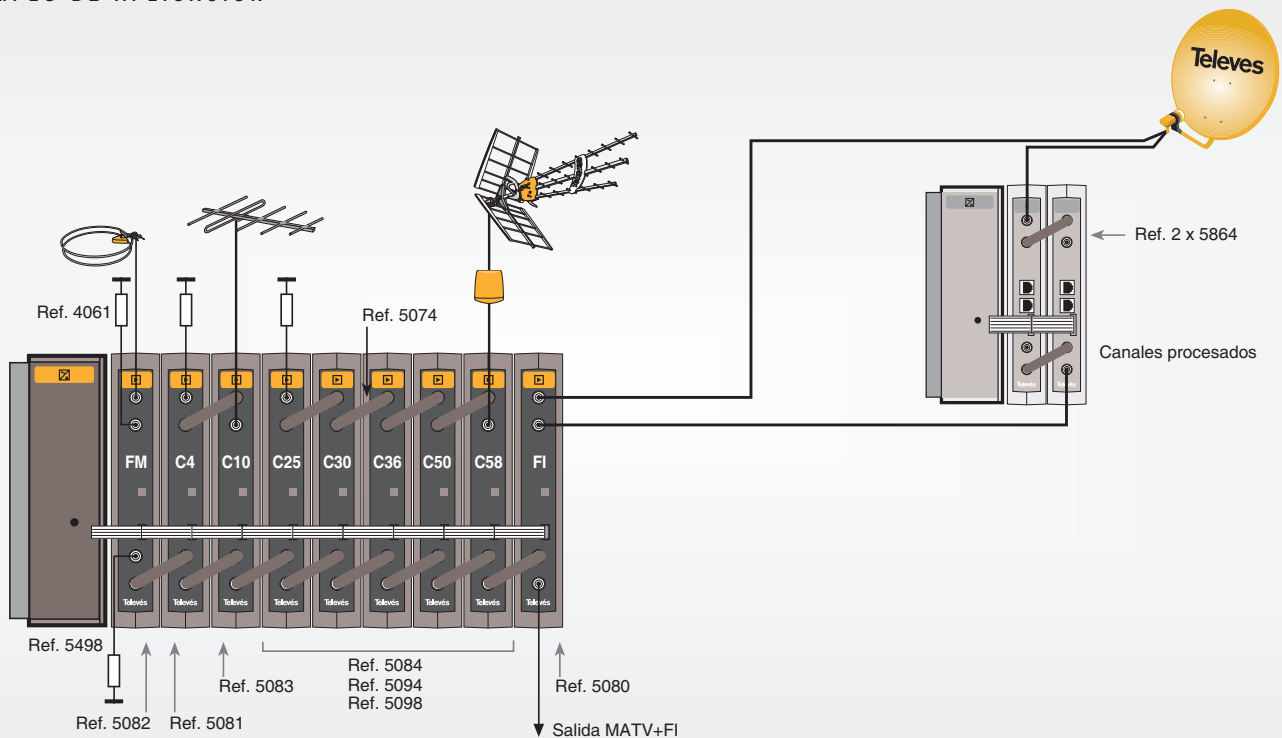 Televes
Ref. 2 x 5864
Ref. 4061
Ref. 5074
Canales procesados
Televés Televés
FM C4 C10 C25 C30 C36 C50 C58 FI
Televés Televés Televés Televés Televés Televés Televés Televés Televés
Ref. 5498
Ref. 5084
Ref. 5094
Ref. 5098
Ref. 5083
Ref. 5080
Ref. 5082
Ref. 5081
Salida MATV+FI